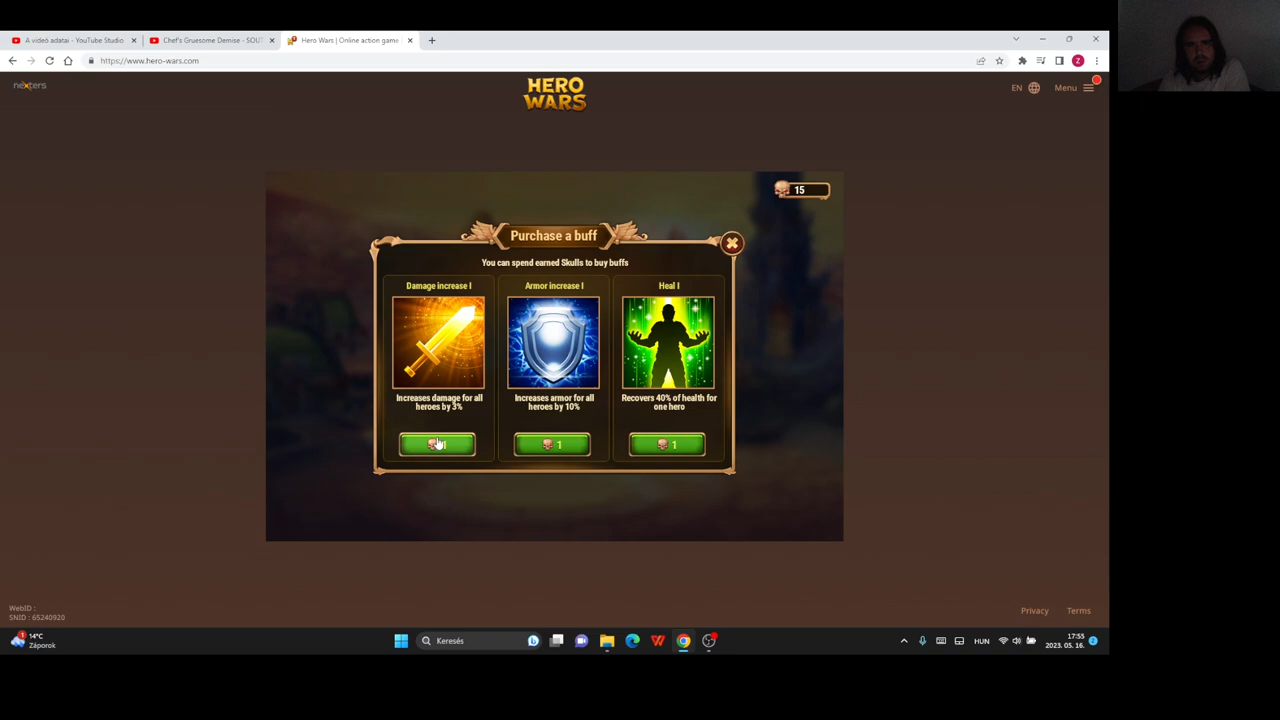 A videó adatai - YouTube Studio
Chef's Gruesome Demise - SOUT
Hero Wars | Online action game
https://www.hero-wars.com
nexters
HERO
WARS
EN
Menu
15
Purchase a buff
You can spend earned Skulls to buy buffs
Damage increase I
Armor increase I
Heal I
Increases damage for all
heroes by 3%
Increases armor for all
heroes by 10%
Recovers 40% of health for
one hero
1
1
WebID :
SNID : 65240920
Privacy
Terms
1
14°C
Záporok
Keresés
HUN
17:55
2023. 05. 16.
2